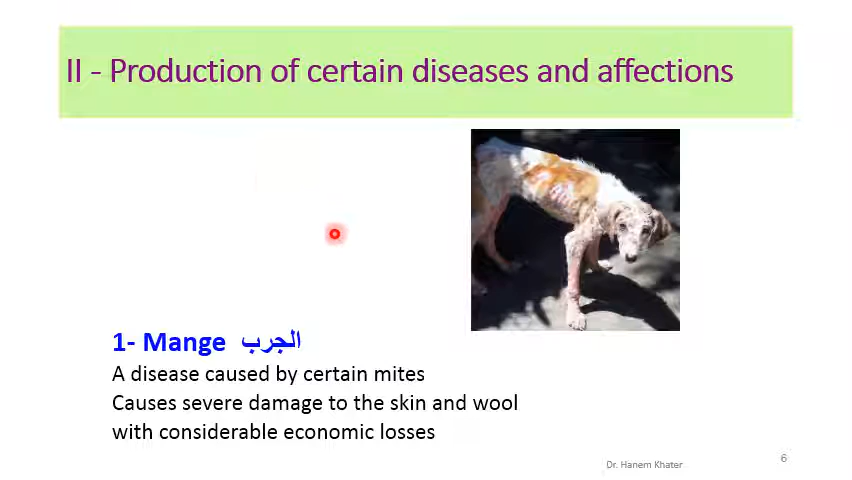 II - Production of certain diseases and affections
1- Mange الجرب
A disease caused by certain mites
Causes severe damage to the skin and wool
with considerable economic losses
Dr. Hanem Khater
6